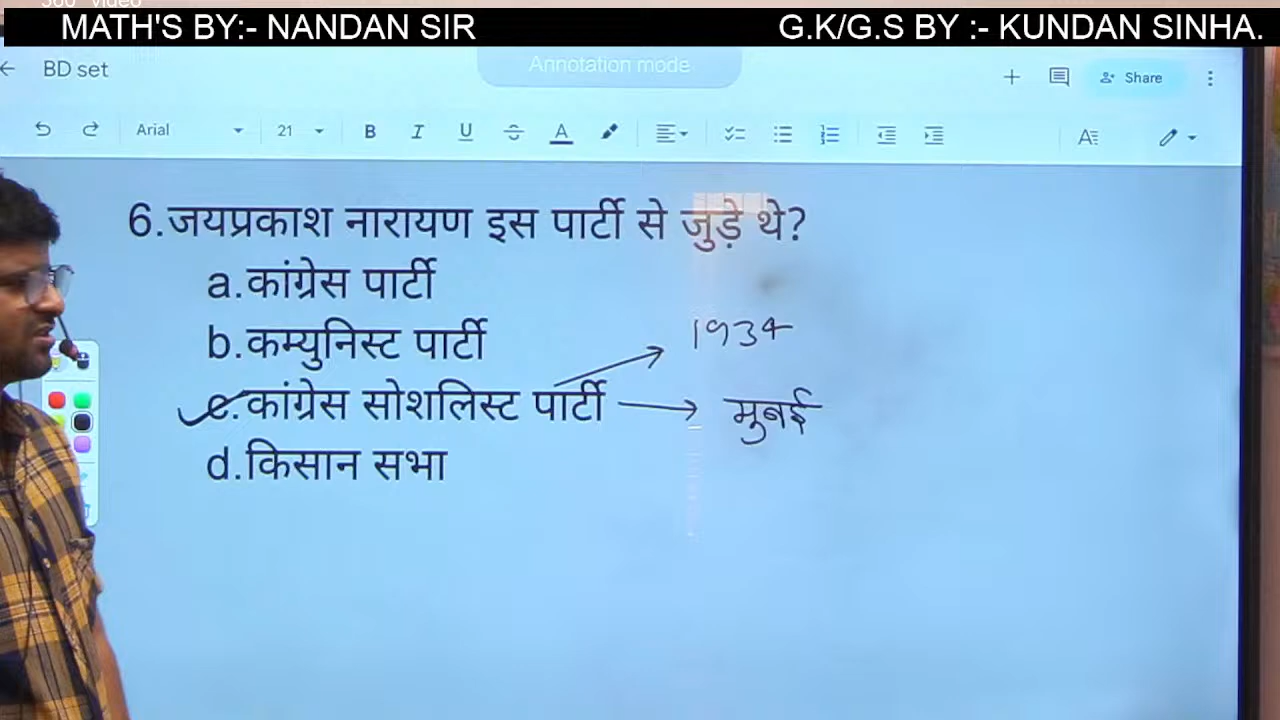 MATH'S BY:- NANDAN SIR
G.K/G.S BY :- KUNDAN SINHA.
BD set
Annotation mode
Share
Arial
21
B I U S A
6.जयप्रकाश नारायण इस पार्टी से जुड़े थे?
a.कांग्रेस पार्टी
b.कम्युनिस्ट पार्टी
1934
c.कांग्रेस सोशलिस्ट पार्टी
मुबई
d.किसान सभा